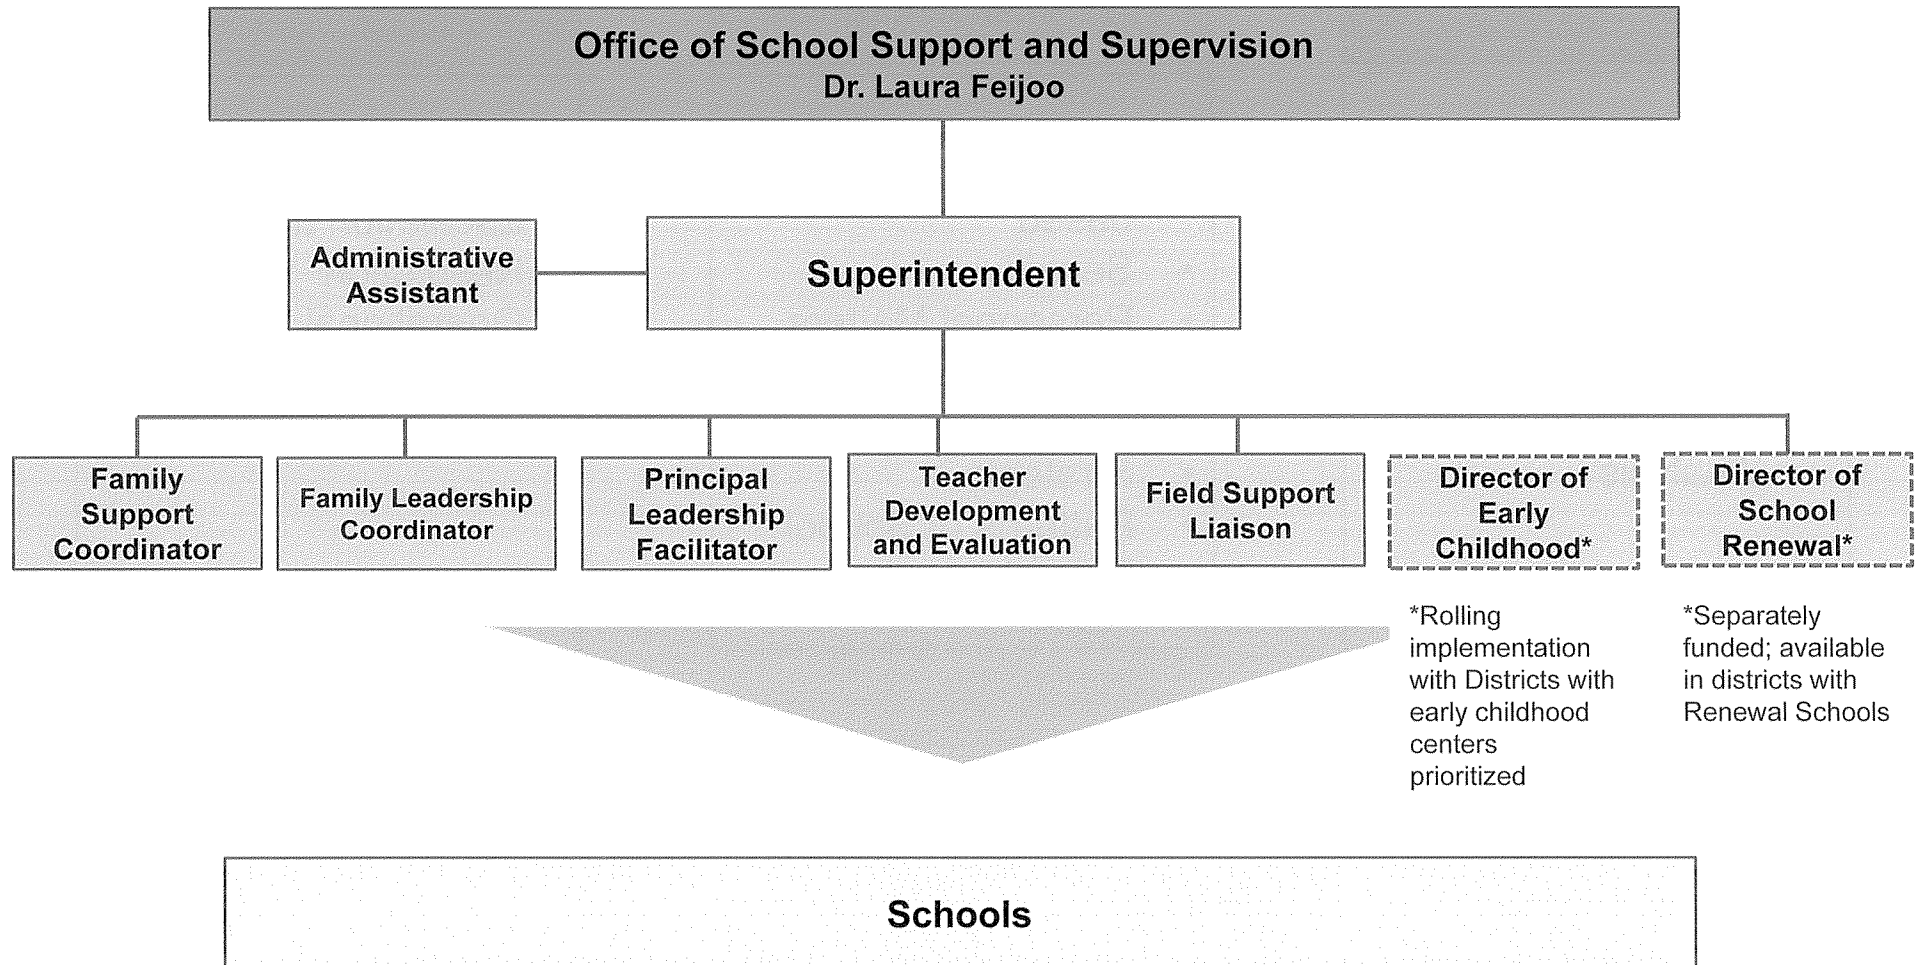 Office of School Support and Supervision
Dr. Laura Feijoo
Administrative
Assistant
Superintendent
Family
Support
Coordinator
Family Leadership
Coordinator
Principal
Leadership
Facilitator
Teacher
Development
and Evaluation
Field Support
Liaison
Director of
Early
Childhood*
Director of
School
Renewal*
*Rolling
implementation
with Districts with
early childhood
centers
prioritized
*Separately
funded; available
in districts with
Renewal Schools
Schools